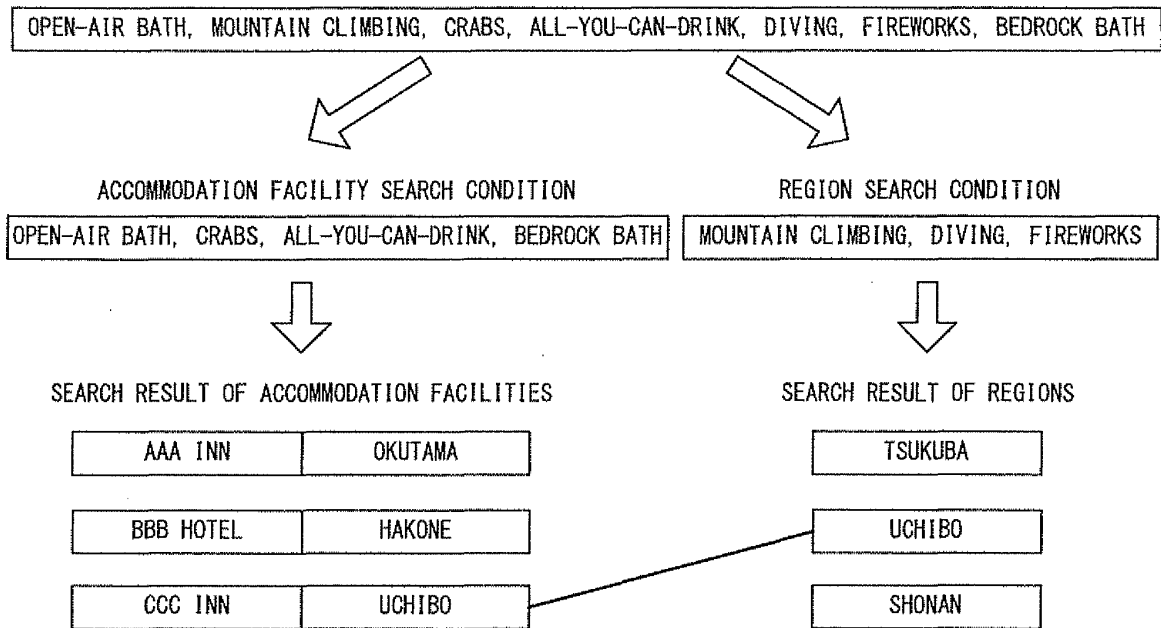 OPEN-AIR BATH, MOUNTAIN CLIMBING, CRABS, ALL-YOU-CAN-DRINK, DIVING, FIREWORKS, BEDROCK BATH
ACCOMMODATION FACILITY SEARCH CONDITION
REGION SEARCH CONDITION
OPEN-AIR BATH, CRABS, ALL-YOU-CAN-DRINK, BEDROCK BATH
MOUNTAIN CLIMBING, DIVING, FIREWORKS
SEARCH RESULT OF ACCOMMODATION FACILITIES
SEARCH RESULT OF REGIONS
AAA INN OKUTAMA
TSUKUBA
BBB HOTEL HAKONE
UCHIBO
CCC INN UCHIBO
SHONAN